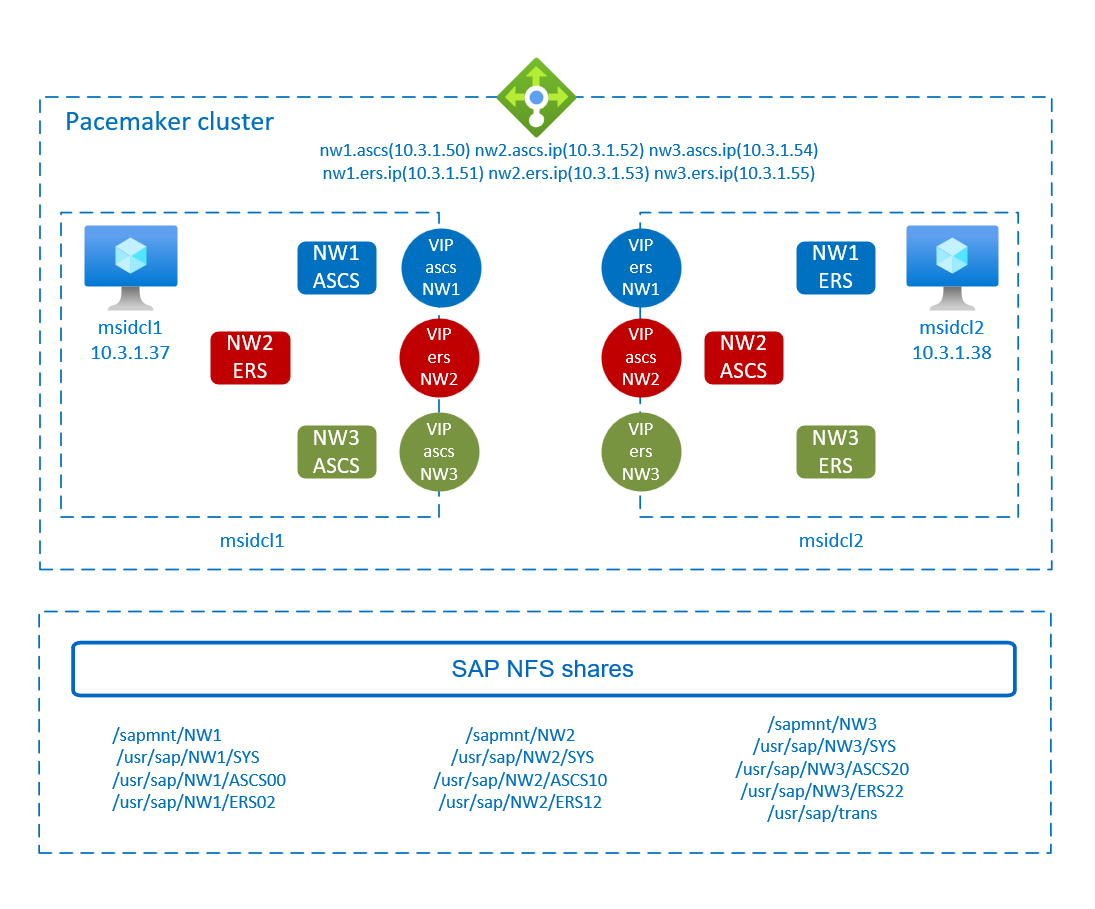 Pacemaker cluster
nw1.ascs(10.3.1.50) nw2.ascs.ip(10.3.1.52) nw3.ascs.ip(10.3.1.54)
nw1.ers.ip(10.3.1.51) nw2.ers.ip(10.3.1.53) nw3.ers.ip(10.3.1.55)
msidcl1
10.3.1.37
NW1
ASCS
VIP
ascs
NW1
NW2
ERS
VIP
ers
NW2
NW3
ASCS
VIP
ascs
NW3
msidcl1
VIP
ers
NW1
NW1
ERS
msidcl2
10.3.1.38
VIP
ascs
NW2
NW2
ASCS
VIP
ers
NW3
NW3
ERS
msidcl2
SAP NFS shares
/sapmnt/NW1
/usr/sap/NW1/SYS
/usr/sap/NW1/ASCS00
/usr/sap/NW1/ERS02
/sapmnt/NW2
/usr/sap/NW2/SYS
/usr/sap/NW2/ASCS10
/usr/sap/NW2/ERS12
/sapmnt/NW3
/usr/sap/NW3/SYS
/usr/sap/NW3/ASCS20
/usr/sap/NW3/ERS22
/usr/sap/trans